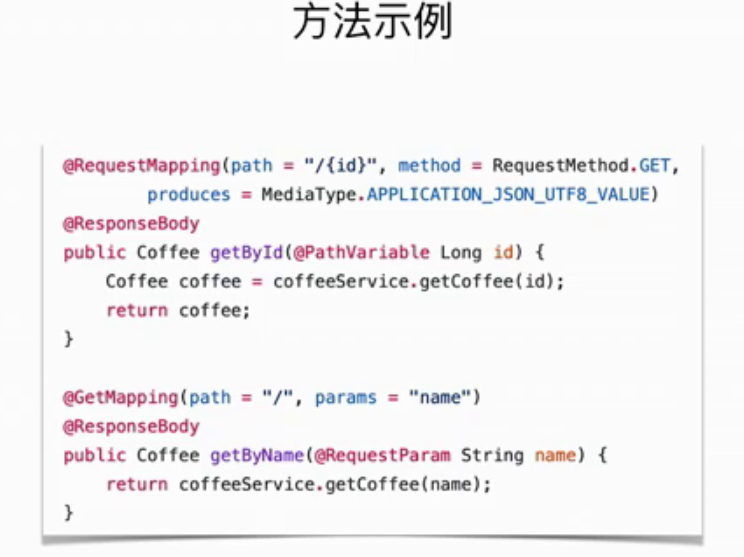 方法示例
@RequestMapping(path = "/{id}", method = RequestMethod.GET,
        produces = MediaType.APPLICATION_JSON_UTF8_VALUE)
@ResponseBody
public Coffee getById(@PathVariable Long id) {
    Coffee coffee = coffeeService.getCoffee(id);
    return coffee;
}
@GetMapping(path = "/", params = "name")
@ResponseBody
public Coffee getByName(@RequestParam String name) {
    return coffeeService.getCoffee(name);
}